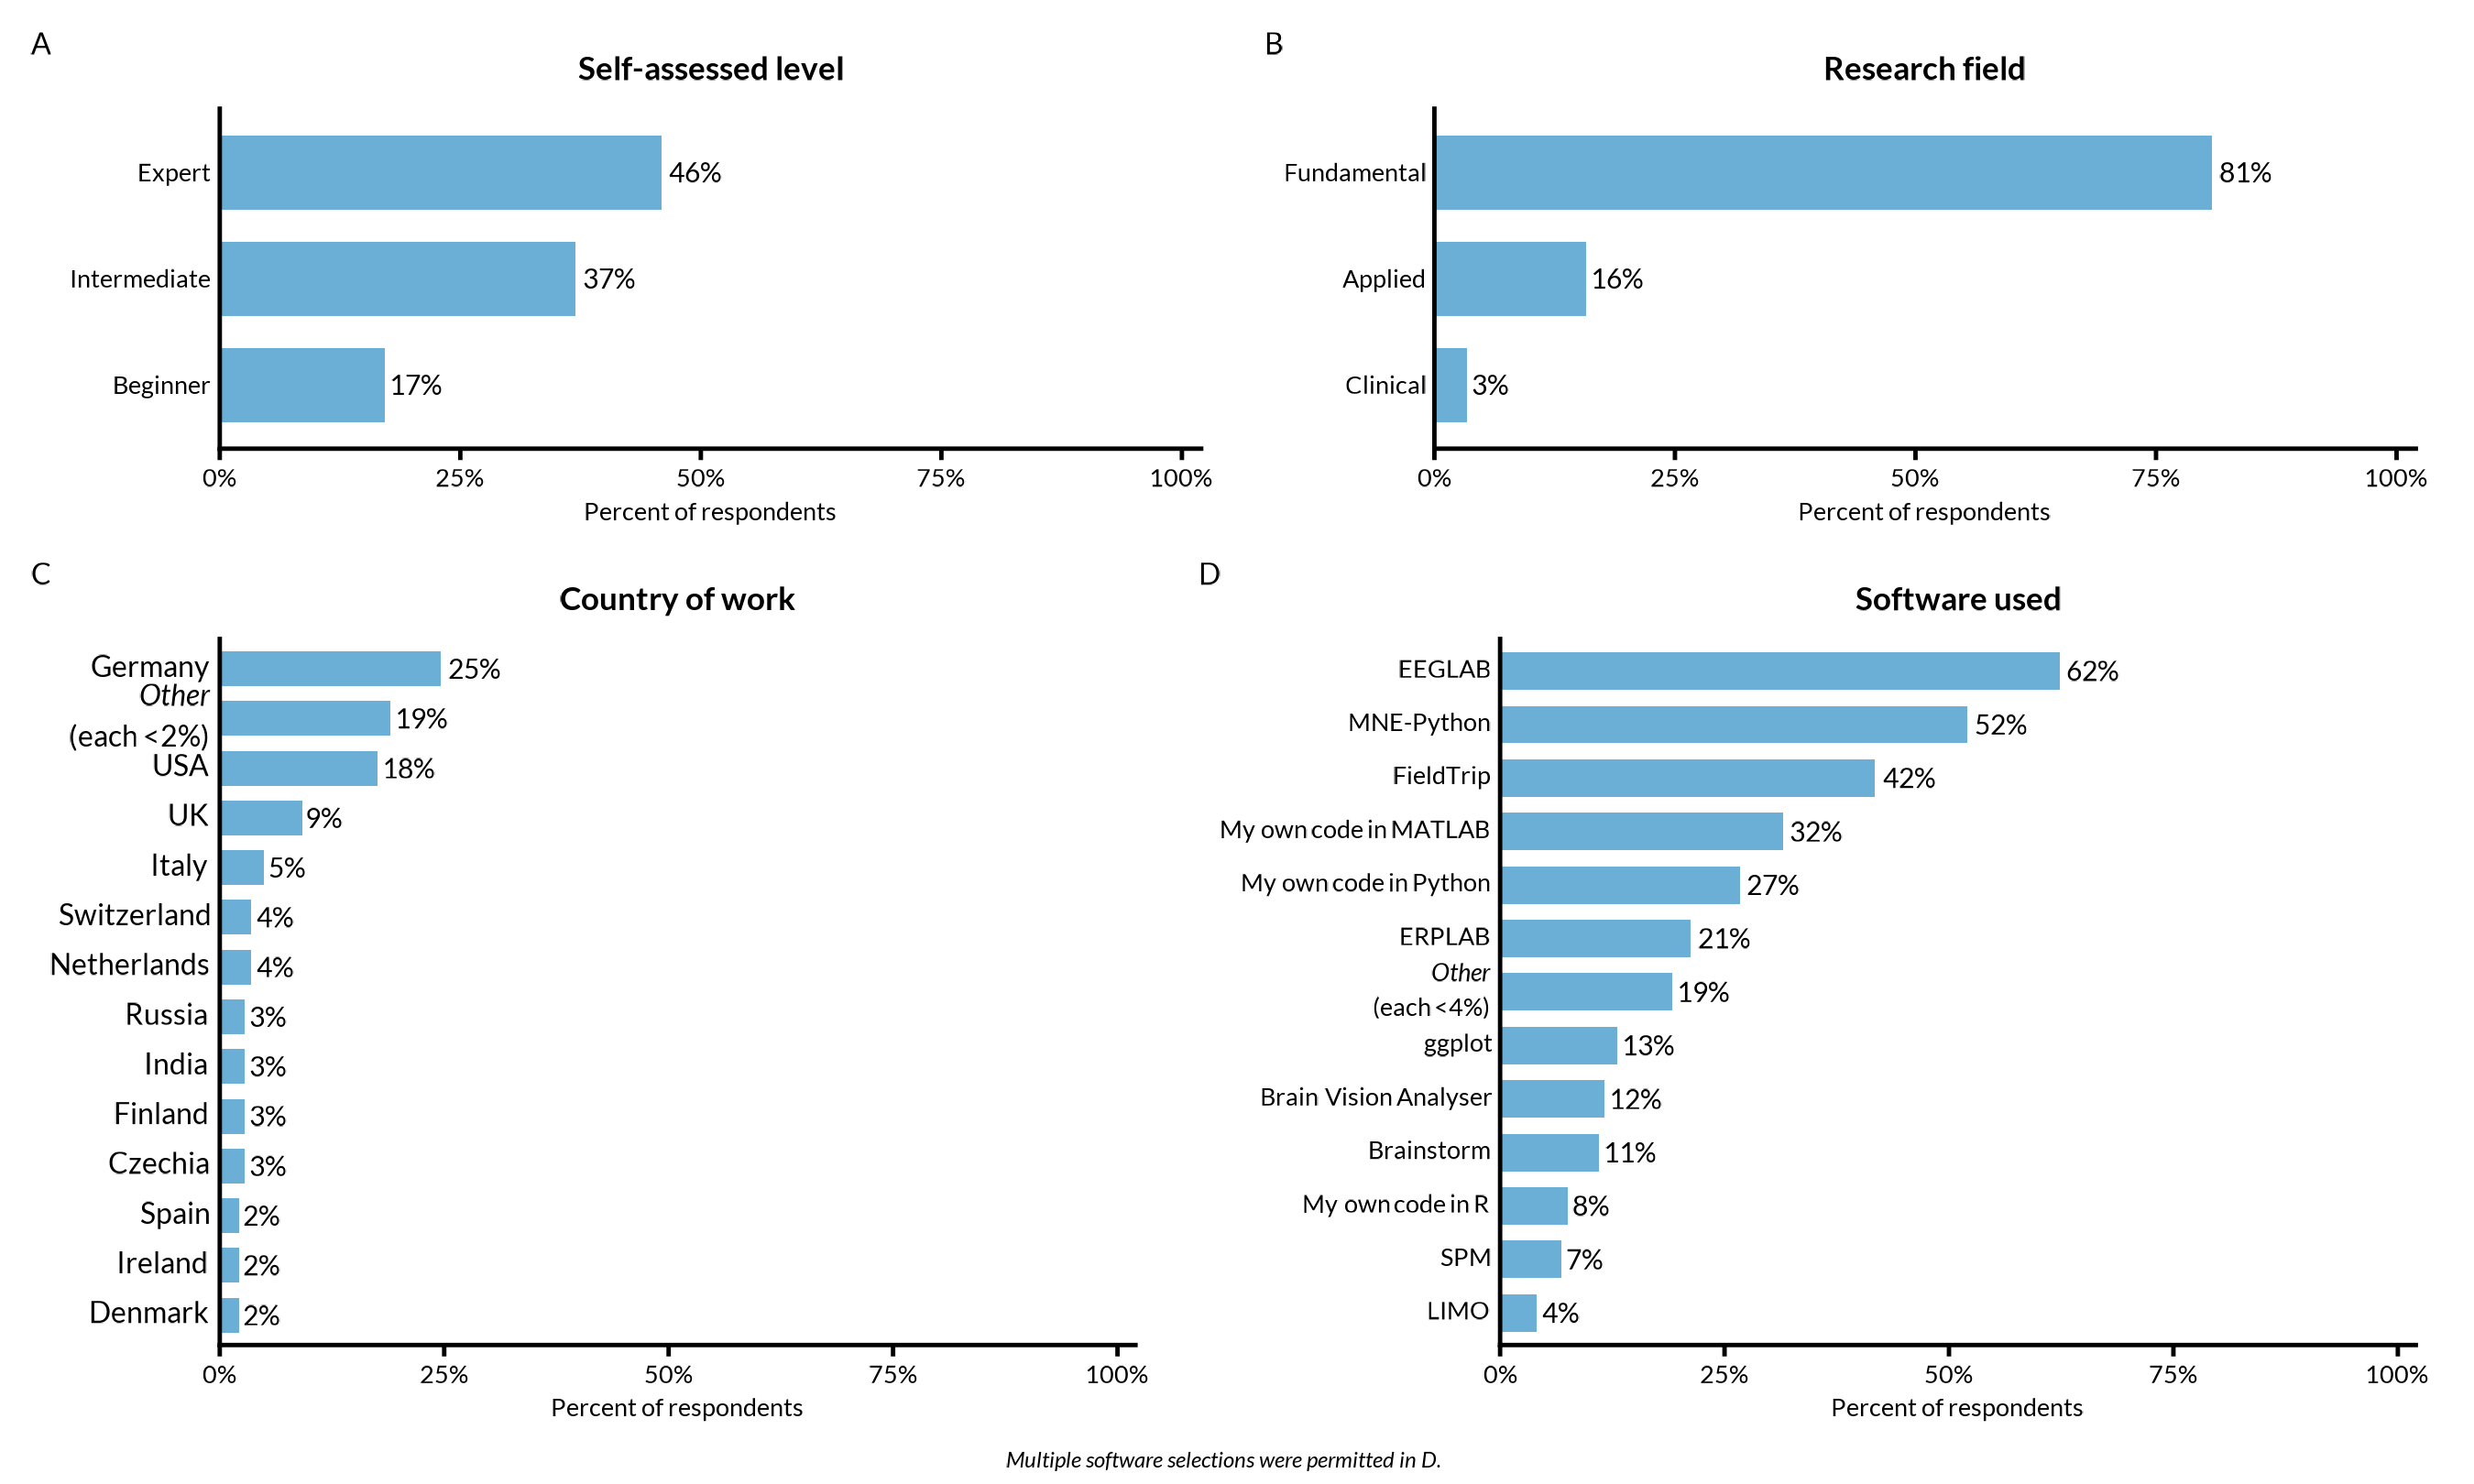 A
Self-assessed level
Expert
46%
Intermediate
37%
Beginner
17%
0% 25% 50% 75% 100%
Percent of respondents
B
Research field
Fundamental
81%
Applied
16%
Clinical
3%
0% 25% 50% 75% 100%
Percent of respondents
C
Country of work
Germany
25%
Other
(each <2%)
19%
USA
18%
UK
9%
Italy
5%
Switzerland
4%
Netherlands
4%
Russia
3%
India
3%
Finland
3%
Czechia
3%
Spain
2%
Ireland
2%
Denmark
2%
0% 25% 50% 75% 100%
Percent of respondents
D
Software used
EEGLAB
62%
MNE-Python
52%
FieldTrip
42%
My own code in MATLAB
32%
My own code in Python
27%
ERPLAB
21%
Other
(each <4%)
19%
ggplot
13%
Brain Vision Analyser
12%
Brainstorm
11%
My own code in R
8%
SPM
7%
LIMO
4%
0% 25% 50% 75% 100%
Percent of respondents
Multiple software selections were permitted in D.